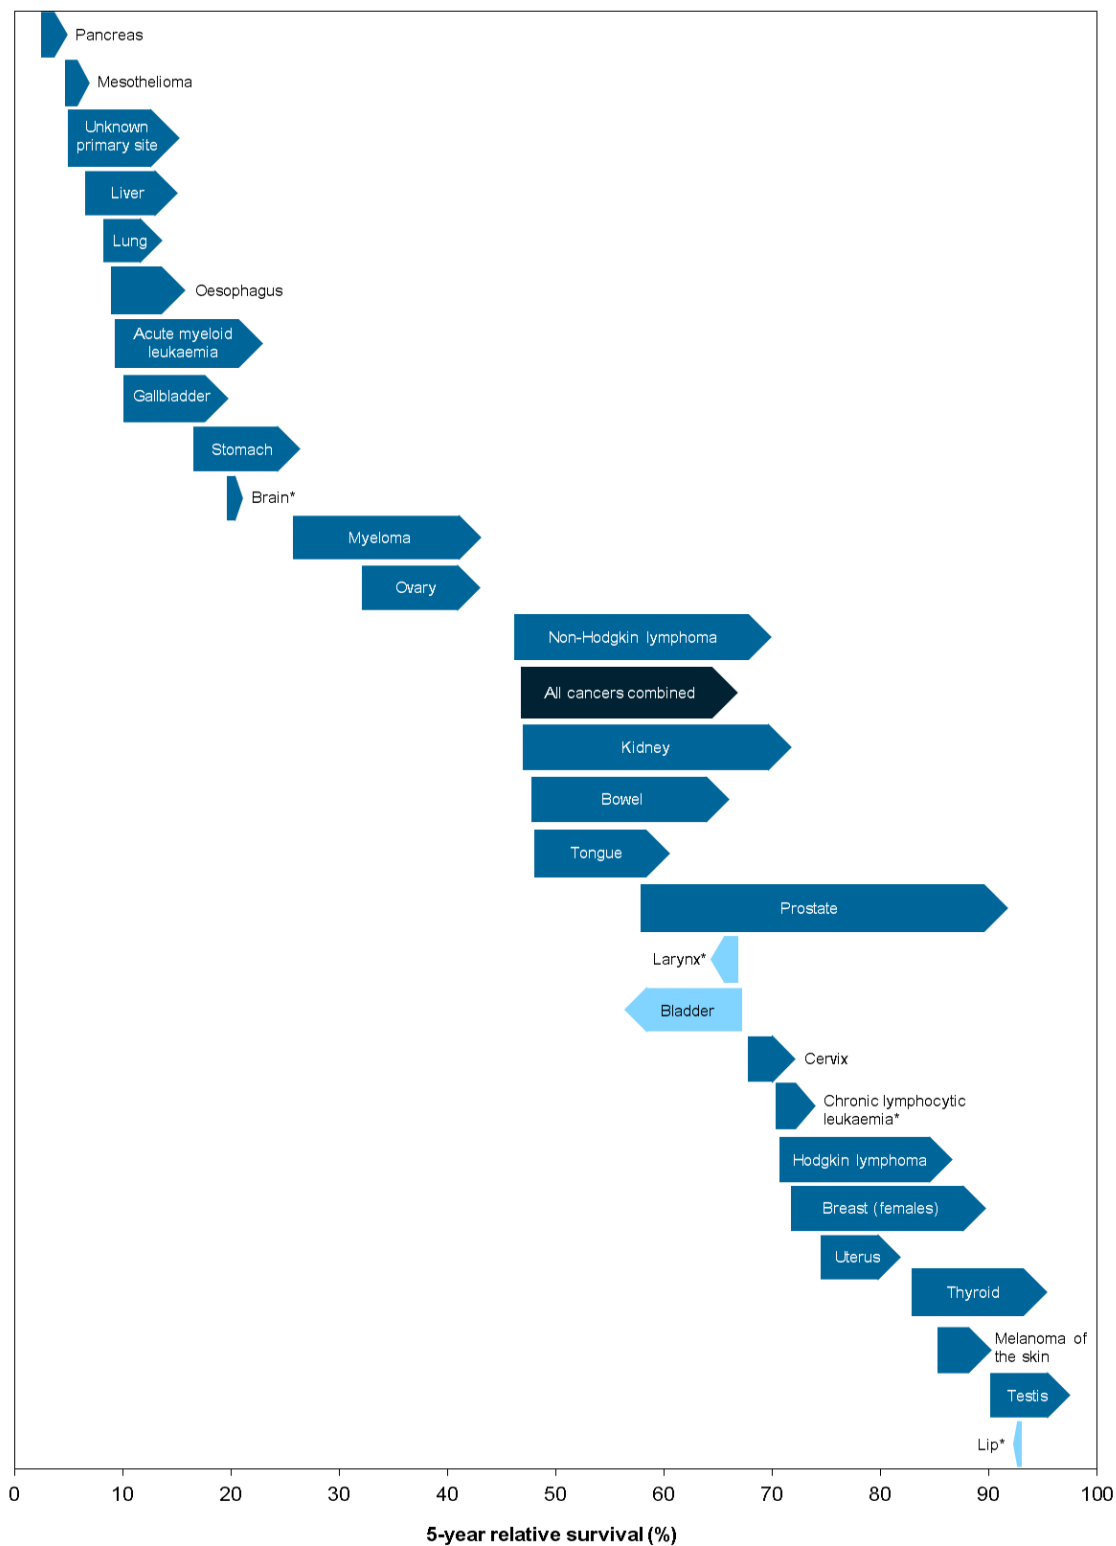 Pancreas
Mesothelioma
Unknown
primary site
Liver
Lung
Oesophagus
Acute myeloid
leukaemia
Gallbladder
Stomach
Brain*
Myeloma
Ovary
Non-Hodgkin lymphoma
All cancers combined
Kidney
Bowel
Tongue
Prostate
Larynx*
Bladder
Cervix
Chronic lymphocytic
leukaemia*
Hodgkin lymphoma
Breast (females)
Uterus
Thyroid
Melanoma of
the skin
Testis
Lip*
0 10 20 30 40 50 60 70 80 90 100
5-year relative survival (%)